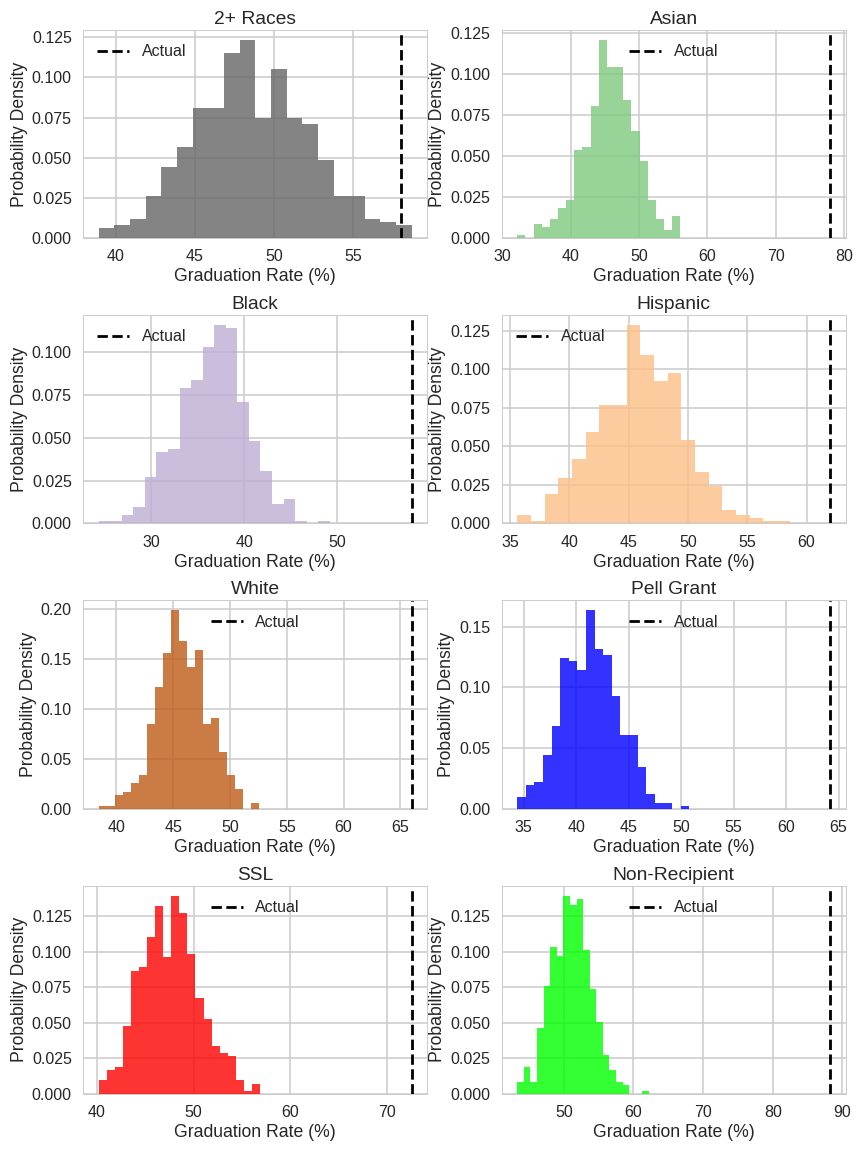 2+ Races
Probability Density
0.125
0.100
0.075
0.050
0.025
0.000
Actual
40 45 50 55
Graduation Rate (%)
Asian
Probability Density
0.125
0.100
0.075
0.050
0.025
0.000
Actual
30 40 50 60 70 80
Graduation Rate (%)
Black
Probability Density
0.100
0.075
0.050
0.025
0.000
Actual
30 40 50
Graduation Rate (%)
Hispanic
Probability Density
0.125
0.100
0.075
0.050
0.025
0.000
Actual
35 40 45 50 55 60
Graduation Rate (%)
White
Probability Density
0.20
0.15
0.10
0.05
0.00
Actual
40 45 50 55 60 65
Graduation Rate (%)
Pell Grant
Probability Density
0.15
0.10
0.05
0.00
Actual
35 40 45 50 55 60 65
Graduation Rate (%)
SSL
Probability Density
0.125
0.100
0.075
0.050
0.025
0.000
Actual
40 50 60 70
Graduation Rate (%)
Non-Recipient
Probability Density
0.125
0.100
0.075
0.050
0.025
0.000
Actual
50 60 70 80 90
Graduation Rate (%)